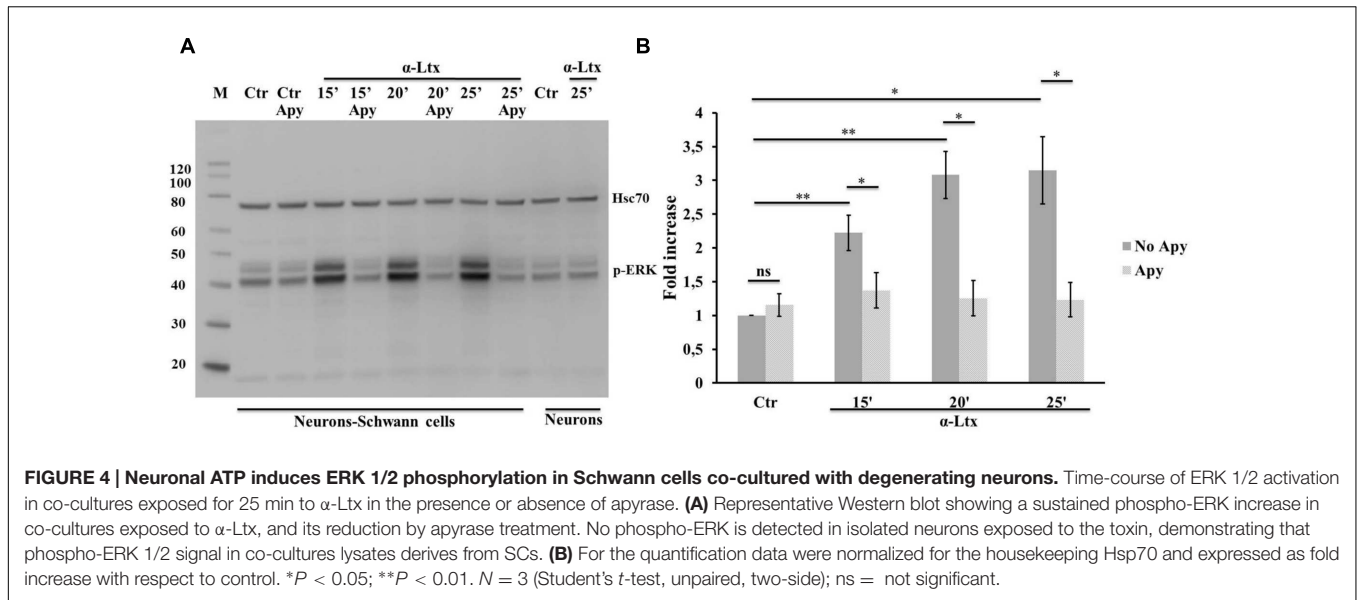 A
α-Ltx
α-Ltx
M Ctr Ctr 15’ 15’ 20’ 20’ 25’ 25’ Ctr 25’
Apy Apy Apy Apy
120
100
80
60
50
40
30
20
Hsc70
p-ERK
Neurons-Schwann cells
Neurons
B
*
*
**
*
**
*
ns
Fold increase
4
3,5
3
2,5
2
1,5
1
0,5
0
Ctr 15' 20' 25'
α-Ltx
No Apy
Apy
FIGURE 4 | Neuronal ATP induces ERK 1/2 phosphorylation in Schwann cells co-cultured with degenerating neurons. Time-course of ERK 1/2 activation
in co-cultures exposed for 25 min to α-Ltx in the presence or absence of apyrase. (A) Representative Western blot showing a sustained phospho-ERK increase in
co-cultures exposed to α-Ltx, and its reduction by apyrase treatment. No phospho-ERK is detected in isolated neurons exposed to the toxin, demonstrating that
phospho-ERK 1/2 signal in co-cultures lysates derives from SCs. (B) For the quantification data were normalized for the housekeeping Hsp70 and expressed as fold
increase with respect to control. *P < 0.05; **P < 0.01. N = 3 (Student’s t-test, unpaired, two-side); ns = not significant.